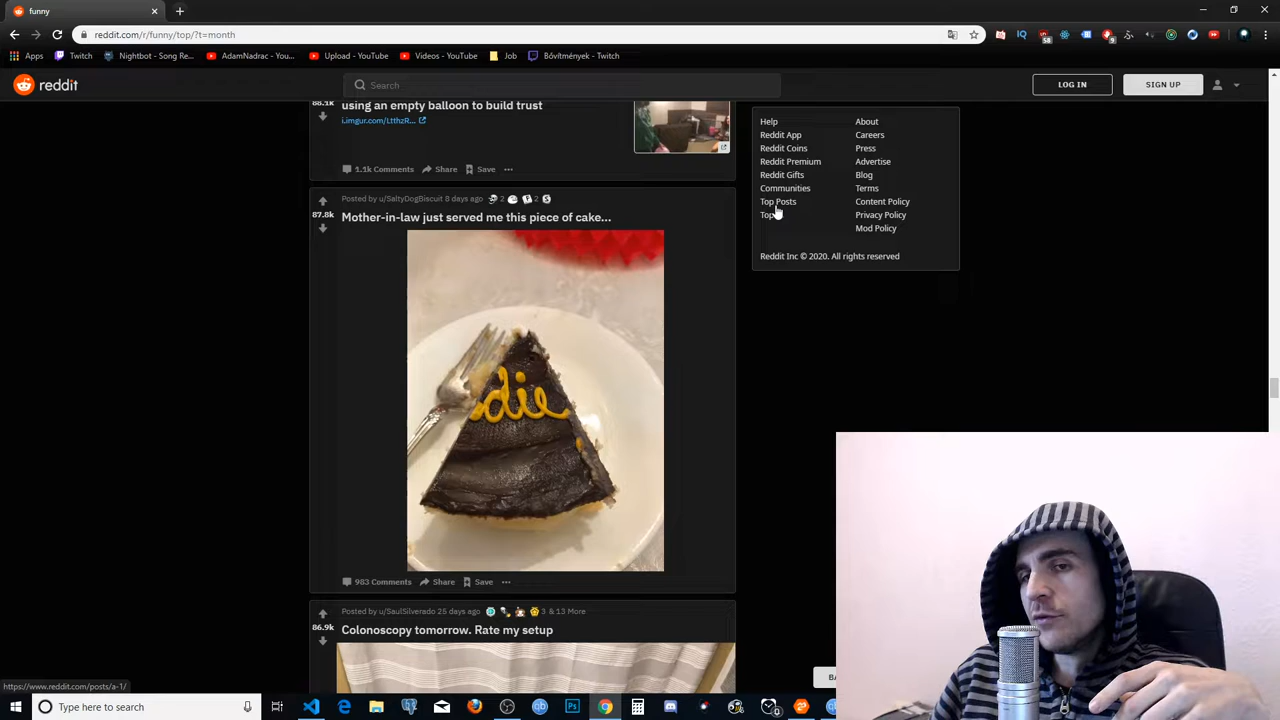 funny
reddit.com/r/funny/top/?t=month
Apps
Twitch
Nightbot - Song Re...
AdamNadrac - You...
Upload - YouTube
Videos - YouTube
Job
Bővítmények - Twitch
reddit
Search
LOG IN
SIGN UP
88.1k
using an empty balloon to build trust
i.imgur.com/LtthzR...
1.1k Comments
Share
Save
Posted by u/SaltyDogBiscuit 8 days ago 2 2
87.8k
Mother-in-law just served me this piece of cake...
die
983 Comments
Share
Save
Posted by u/SaulSilverado 25 days ago 3 & 13 More
86.9k
Colonoscopy tomorrow. Rate my setup
Help
Reddit App
Reddit Coins
Reddit Premium
Reddit Gifts
Communities
Top Posts
About
Careers
Press
Advertise
Blog
Terms
Content Policy
Privacy Policy
Mod Policy
Reddit Inc © 2020. All rights reserved
https://www.reddit.com/posts/a-1/
Type here to search